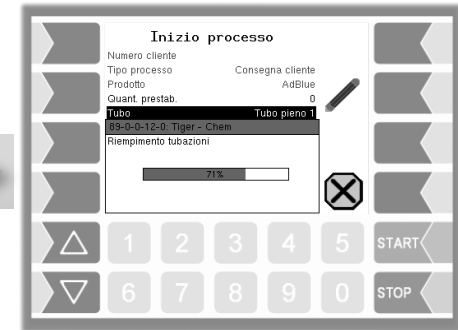 Inizio processo
Numero cliente
Tipo processo Consegna cliente
Prodotto AdBlue
Quant. prestab. 0
Tubo Tubo pieno 1
89-0-0-12-0: Tiger - Chem
Riempimento tubazioni
71%
1 2 3 4 5 START
6 7 8 9 0 STOP